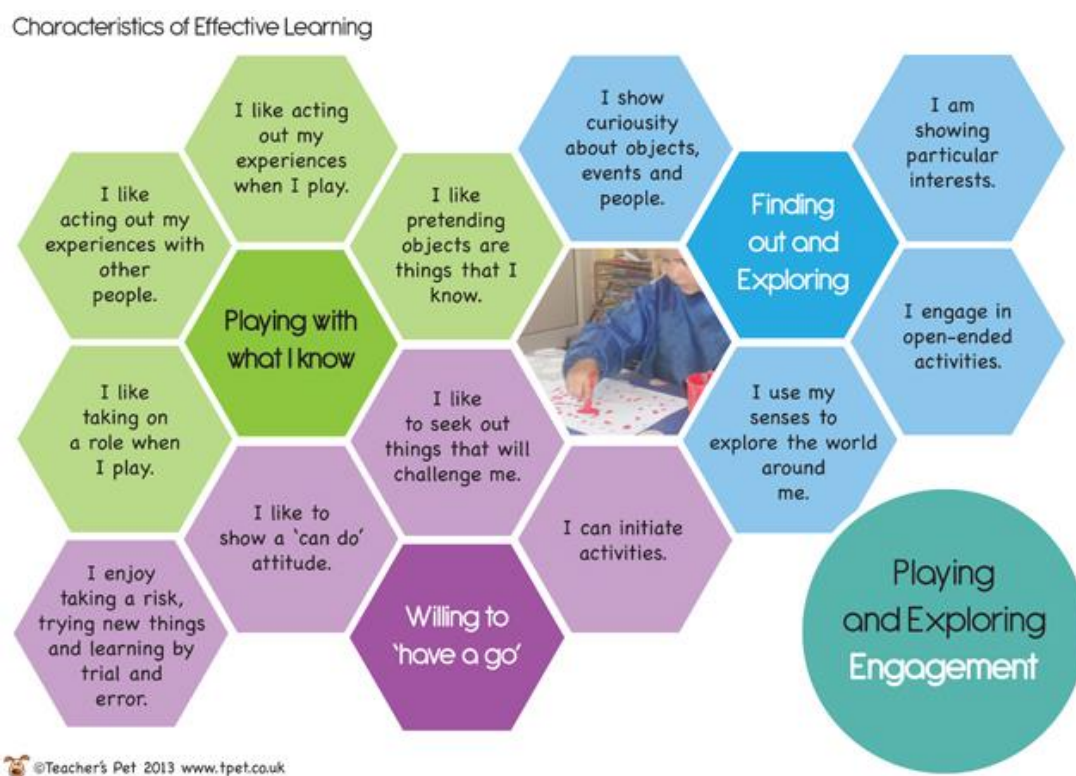 Characteristics of Effective Learning
I like acting
out my
experiences
when I play.
I like
acting out my
experiences with
other
people.
I like
pretending
objects are
things that I
know.
Playing with
what I know
I like
taking on
a role when
I play.
I show
curiousity
about objects,
events and
people.
I am
showing
particular
interests.
Finding
out and
Exploring
I engage in
open-ended
activities.
I use my
senses to
explore the world
around
me.
I like
to seek out
things that will
challenge me.
I like to
show a ‘can do’
attitude.
I can initiate
activities.
I enjoy
taking a risk,
trying new things
and learning by
trial and
error.
Willing to
‘have a go’
Playing
and Exploring
Engagement
©Teacher's Pet 2013 www.tpet.co.uk